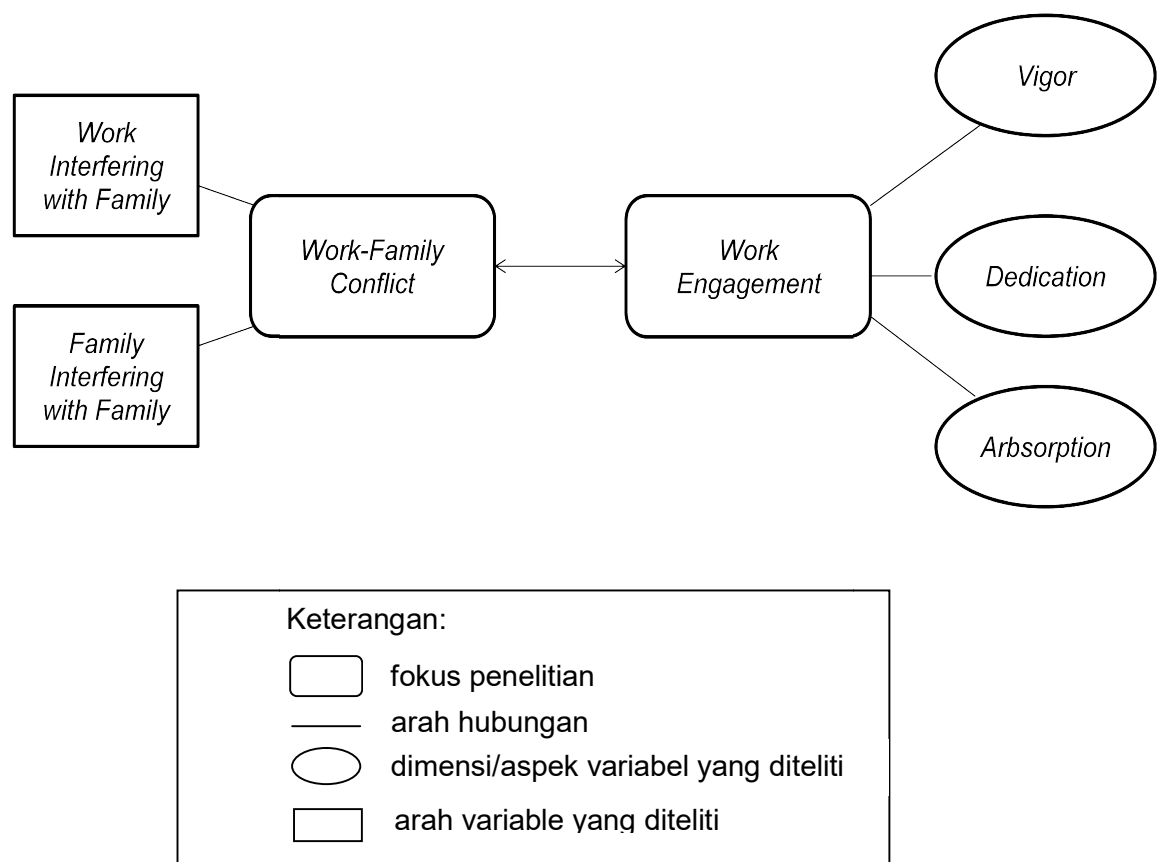 Work
Interfering
with Family
Family
Interfering
with Family
Work-Family
Conflict
Work
Engagement
Vigor
Dedication
Arbsorption
Keterangan:
fokus penelitian
arah hubungan
dimensi/aspek variabel yang diteliti
arah variable yang diteliti